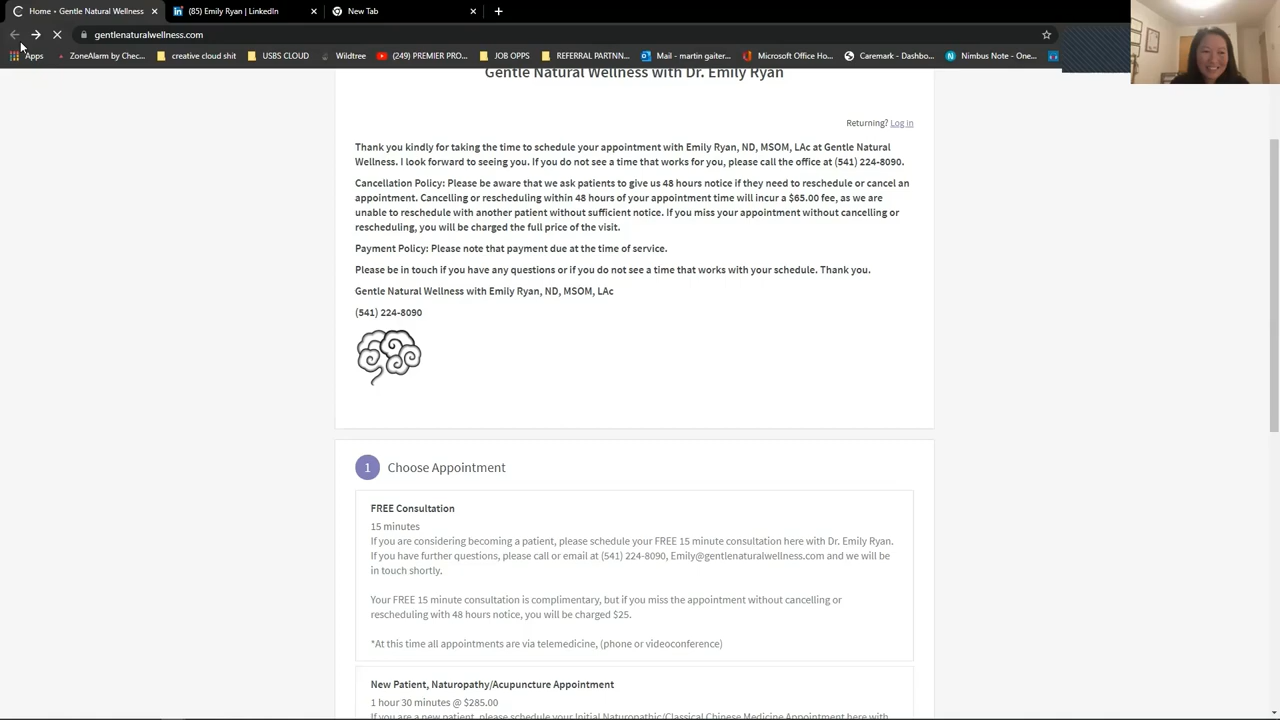 Home - Gentle Natural Wellness
(85) Emily Ryan | LinkedIn
New Tab
gentlenaturalwellness.com
Apps
ZoneAlarm by Chec...
creative cloud shit
USBS CLOUD
Wildtree
(249) PREMIER PRO...
JOB OPPS
REFERRAL PARTNN...
Mail - martin gaiter...
Microsoft Office Ho...
Caremark - Dashbo...
Nimbus Note - One...
Gentle Natural Wellness with Dr. Emily Ryan
Returning? Log in
Thank you kindly for taking the time to schedule your appointment with Emily Ryan, ND, MSOM, LAc at Gentle Natural
Wellness. I look forward to seeing you. If you do not see a time that works for you, please call the office at (541) 224-8090.
Cancellation Policy: Please be aware that we ask patients to give us 48 hours notice if they need to reschedule or cancel an
appointment. Cancelling or rescheduling within 48 hours of your appointment time will incur a $65.00 fee, as we are
unable to reschedule with another patient without sufficient notice. If you miss your appointment without cancelling or
rescheduling, you will be charged the full price of the visit.
Payment Policy: Please note that payment due at the time of service.
Please be in touch if you have any questions or if you do not see a time that works with your schedule. Thank you.
Gentle Natural Wellness with Emily Ryan, ND, MSOM, LAc
(541) 224-8090
1 Choose Appointment
FREE Consultation
15 minutes
If you are considering becoming a patient, please schedule your FREE 15 minute consultation here with Dr. Emily Ryan.
If you have further questions, please call or email at (541) 224-8090, Emily@gentlenaturalwellness.com and we will be
in touch shortly.
Your FREE 15 minute consultation is complimentary, but if you miss the appointment without cancelling or
rescheduling with 48 hours notice, you will be charged $25.
*At this time all appointments are via telemedicine, (phone or videoconference)
New Patient, Naturopathy/Acupuncture Appointment
1 hour 30 minutes @ $285.00
If you are a new patient, please schedule your Initial Naturopathic/Classical Chinese Medicine Appointment here with